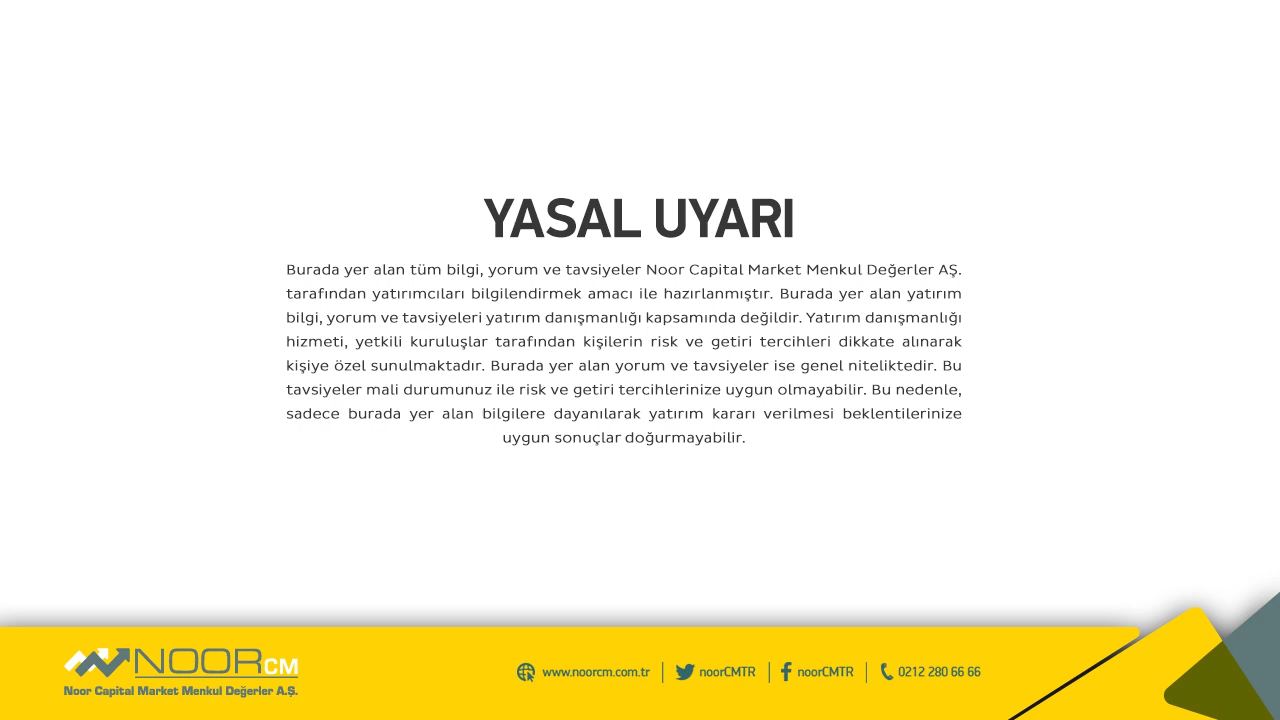 YASAL UYARI
Burada yer alan tüm bilgi, yorum ve tavsiyeler Noor Capital Market Menkul Değerler AŞ.
tarafından yatırımcıları bilgilendirmek amacı ile hazırlanmıştır. Burada yer alan yatırım
bilgi, yorum ve tavsiyeleri yatırım danışmanlığı kapsamında değildir. Yatırım danışmanlığı
hizmeti, yetkili kuruluşlar tarafından kişilerin risk ve getiri tercihleri dikkate alınarak
kişiye özel sunulmaktadır. Burada yer alan yorum ve tavsiyeler ise genel niteliktedir. Bu
tavsiyeler mali durumunuz ile risk ve getiri tercihlerinize uygun olmayabilir. Bu nedenle,
sadece burada yer alan bilgilere dayanılarak yatırım kararı verilmesi beklentilerinize
uygun sonuçlar doğurmayabilir.
NOORCM
Noor Capital Market Menkul Değerler A.Ş.
www.noorcm.com.tr | noorCMTR | noorCMTR | 0212 280 66 66